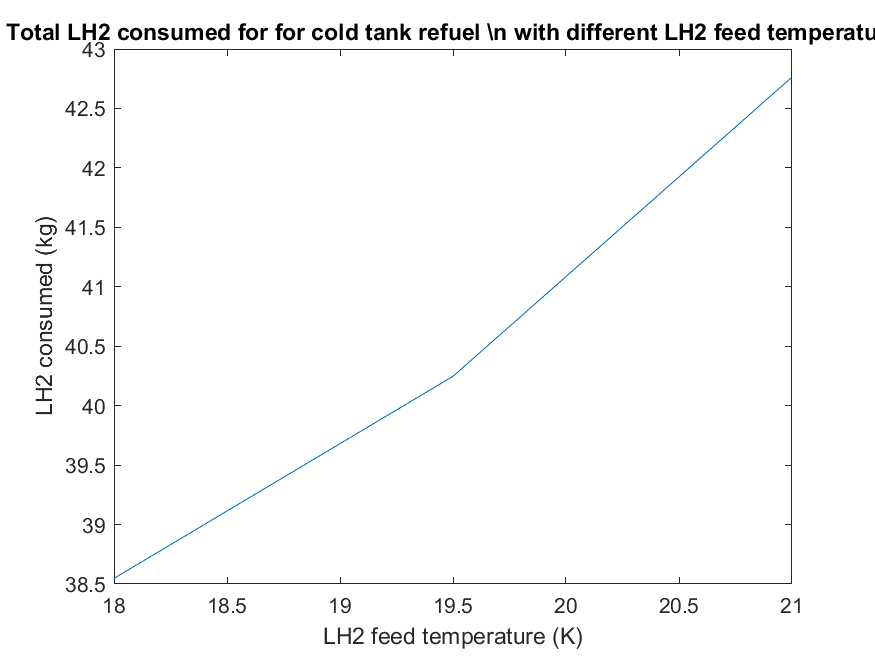 Total LH2 consumed for for cold tank refuel \n with different LH2 feed temperatu
43
42.5
42
41.5
41
40.5
40
39.5
39
38.5
LH2 consumed (kg)
18 18.5 19 19.5 20 20.5 21
LH2 feed temperature (K)